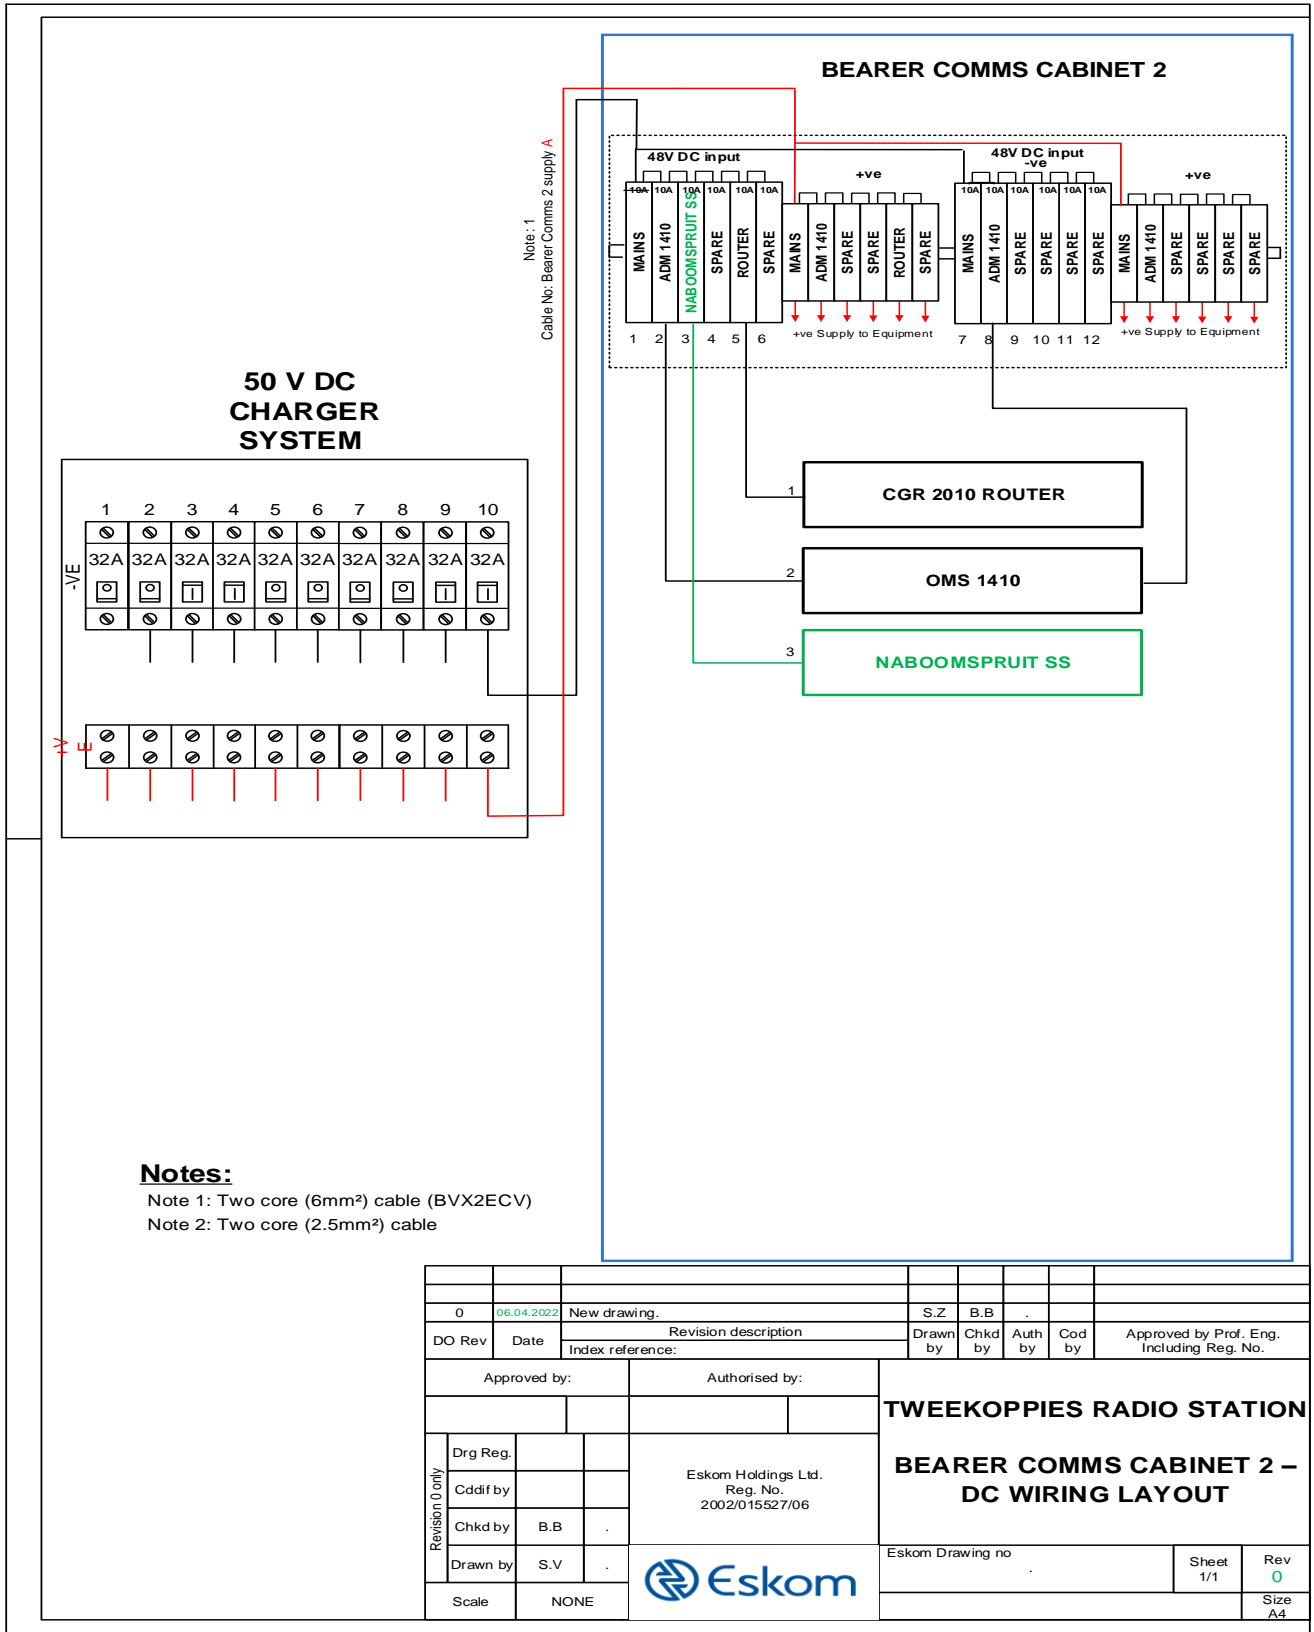 BEARER COMMS CABINET 2
Note : 1
Cable No: Bearer Comms 2 supply A
48V DC input
+ve
48V DC input
-ve
+ve
10A 10A 10A 10A 10A 10A
10A 10A 10A 10A 10A 10A
MAINS
ADM 1410
NABOOMSPRUIT SS
SPARE
ROUTER
SPARE
MAINS
ADM 1410
SPARE
SPARE
ROUTER
SPARE
MAINS
ADM 1410
SPARE
SPARE
SPARE
SPARE
MAINS
ADM 1410
SPARE
SPARE
SPARE
SPARE
1 2 3 4 5 6
+ve Supply to Equipment
7 8 9 10 11 12
+ve Supply to Equipment
50 V DC
CHARGER
SYSTEM
1 2 3 4 5 6 7 8 9 10
-VE
32A 32A 32A 32A 32A 32A 32A 32A 32A 32A
+V
E
1
CGR 2010 ROUTER
2
OMS 1410
3
NABOOMSPRUIT SS
Notes:
Note 1: Two core (6mm²) cable (BVX2ECV)
Note 2: Two core (2.5mm²) cable
0 06.04.2022 New drawing. S.Z B.B .
DO Rev Date Revision description Drawn by Chkd by Auth by Cod by Approved by Prof. Eng. Including Reg. No.
Index reference:
Approved by: Authorised by:
TWEEKOPPIES RADIO STATION
BEARER COMMS CABINET 2 –
DC WIRING LAYOUT
Revision 0 only
Drg Reg.
Cddif by
Chkd by B.B .
Drawn by S.V .
Scale NONE
Eskom Holdings Ltd.
Reg. No.
2002/015527/06
Eskom
Eskom Drawing no
.
Sheet
1/1
Rev
0
Size
A4